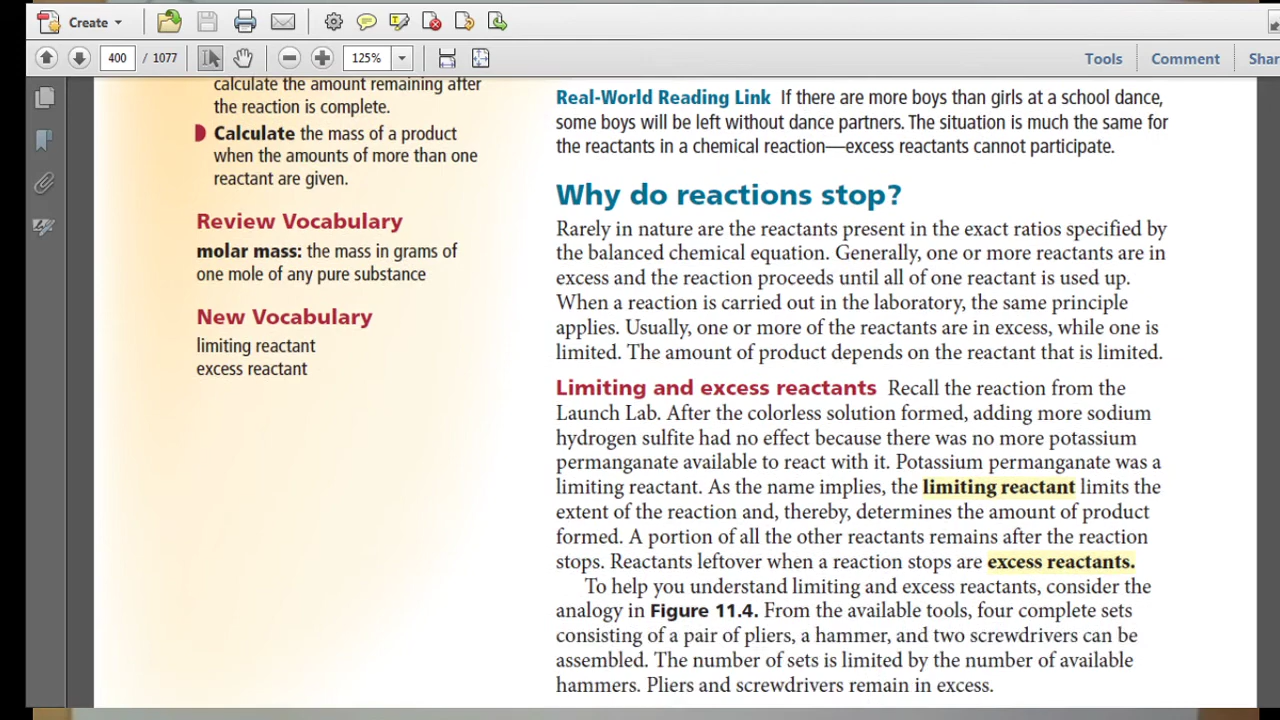 Create
400 / 1077
125%
Tools
Comment
calculate the amount remaining after
the reaction is complete.
Calculate the mass of a product
when the amounts of more than one
reactant are given.
Review Vocabulary
molar mass: the mass in grams of
one mole of any pure substance
New Vocabulary
limiting reactant
excess reactant
Real-World Reading Link If there are more boys than girls at a school dance,
some boys will be left without dance partners. The situation is much the same for
the reactants in a chemical reaction—excess reactants cannot participate.
Why do reactions stop?
Rarely in nature are the reactants present in the exact ratios specified by
the balanced chemical equation. Generally, one or more reactants are in
excess and the reaction proceeds until all of one reactant is used up.
When a reaction is carried out in the laboratory, the same principle
applies. Usually, one or more of the reactants are in excess, while one is
limited. The amount of product depends on the reactant that is limited.
Limiting and excess reactants Recall the reaction from the
Launch Lab. After the colorless solution formed, adding more sodium
hydrogen sulfite had no effect because there was no more potassium
permanganate available to react with it. Potassium permanganate was a
limiting reactant. As the name implies, the limiting reactant limits the
extent of the reaction and, thereby, determines the amount of product
formed. A portion of all the other reactants remains after the reaction
stops. Reactants leftover when a reaction stops are excess reactants.
To help you understand limiting and excess reactants, consider the
analogy in Figure 11.4. From the available tools, four complete sets
consisting of a pair of pliers, a hammer, and two screwdrivers can be
assembled. The number of sets is limited by the number of available
hammers. Pliers and screwdrivers remain in excess.